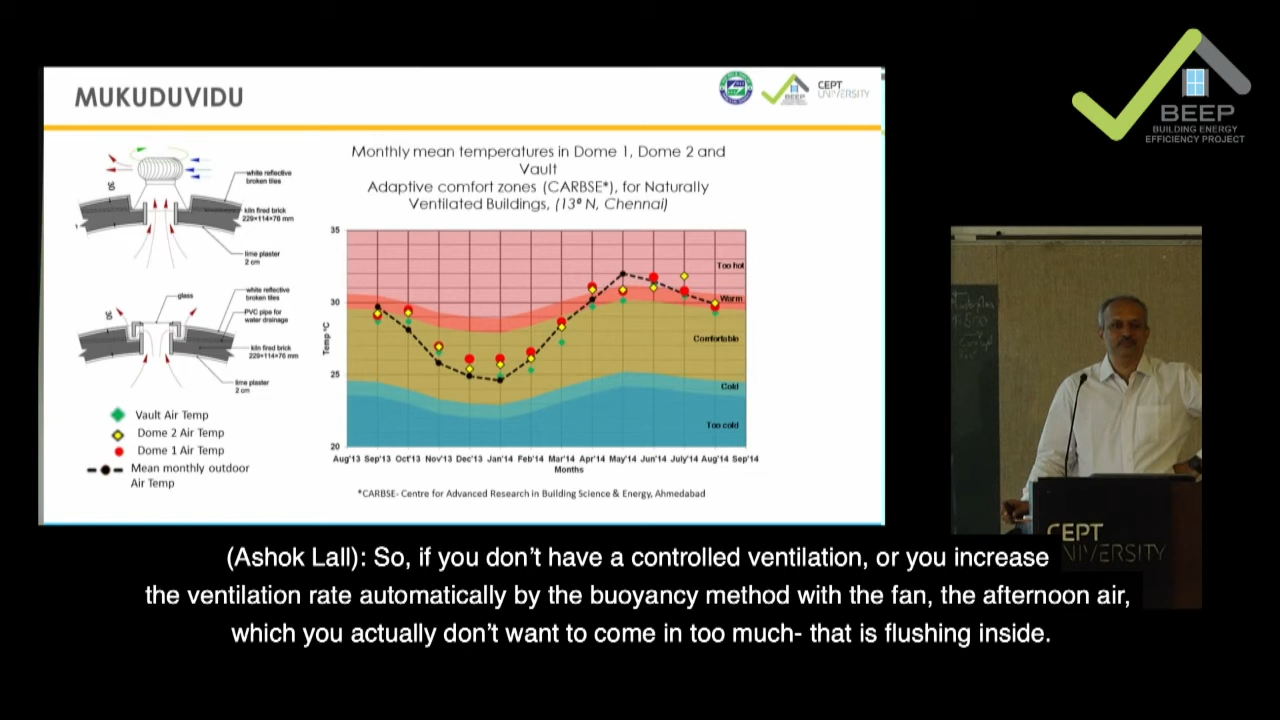 MUKUDUVIDU
CEPT
UNIVERSITY
BEEP
BUILDING ENERGY
EFFICIENCY PROJECT
30
white reflective
broken tiles
kiln fired brick
229×114×76 mm
lime plaster
2 cm
glass
30
white reflective
broken tiles
PVC pipe for
water drainage
kiln fired brick
229×114×76 mm
lime plaster
2 cm
Vault Air Temp
Dome 2 Air Temp
Dome 1 Air Temp
Mean monthly outdoor
Air Temp
Monthly mean temperatures in Dome 1, Dome 2 and
Vault
Adaptive comfort zones (CARBSE*), for Naturally
Ventilated Buildings, (13° N, Chennai)
35
30
25
20
Temp °C
Too hot
Warm
Comfortable
Cold
Too cold
Aug'13 Sep'13 Oct'13 Nov'13 Dec'13 Jan'14 Feb'14 Mar'14 Apr'14 May'14 Jun'14 July'14 Aug'14 Sep'14
Months
*CARBSE- Centre for Advanced Research in Building Science & Energy, Ahmedabad
CEPT
UNIVERSITY
(Ashok Lall): So, if you don't have a controlled ventilation, or you increase
the ventilation rate automatically by the buoyancy method with the fan, the afternoon air,
which you actually don't want to come in too much- that is flushing inside.